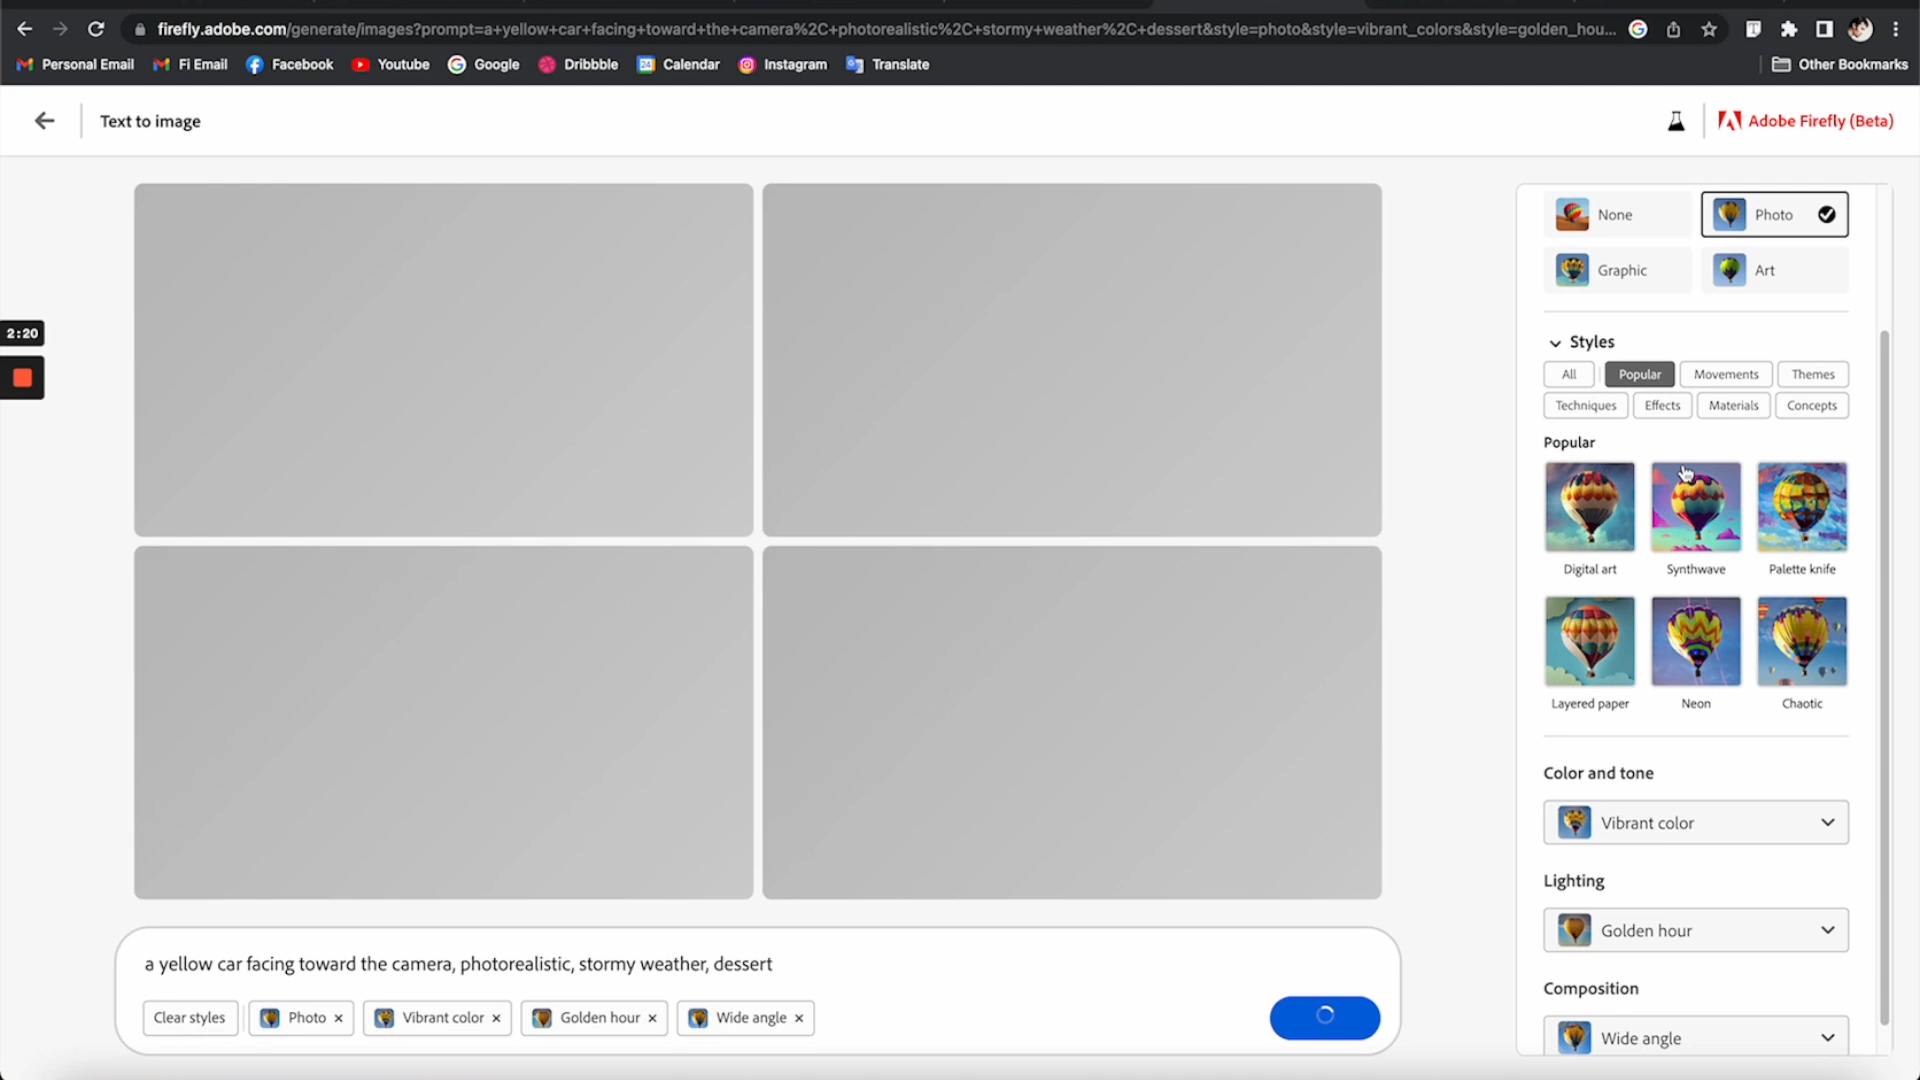 firefly.adobe.com/generate/images?prompt=a+yellow+car+facing+toward+the+camera%2C+photorealistic%2C+stormy+weather%2C+dessert&style=photo&style=vibrant_colors&style=golden_hou...
Personal Email Fi Email Facebook Youtube Google Dribbble 24 Calendar Instagram Translate Other Bookmarks
Text to image
Adobe Firefly (Beta)
None Photo
Graphic Art
2:20
Styles
All Popular Movements Themes
Techniques Effects Materials Concepts
Popular
Digital art Synthwave Palette knife
Layered paper Neon Chaotic
Color and tone
Vibrant color
Lighting
Golden hour
Composition
Wide angle
a yellow car facing toward the camera, photorealistic, stormy weather, dessert
Clear styles Photo × Vibrant color × Golden hour × Wide angle ×